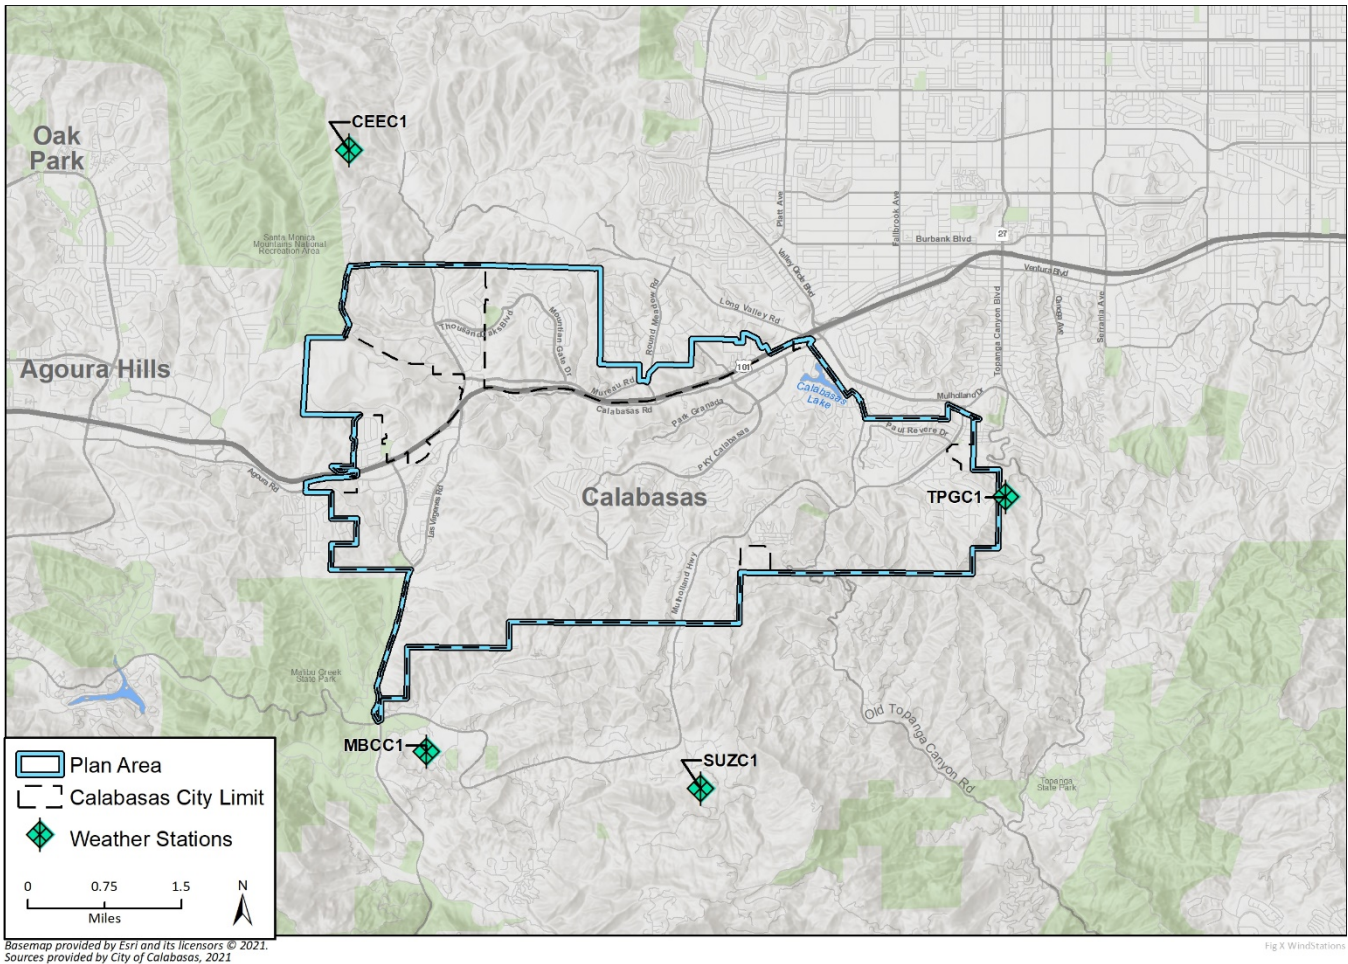 CEEC1
Oak
Park
Santa Monica
Mountains National
Recreation Area
Platt Ave
Fallbrook Ave
Burbank Blvd
27
Ventura Blvd
Valley Circle Blvd
Topanga Canyon Blvd
Serrania Ave
Long Valley Rd
Round Meadow Rd
Mountain Gate Dr
Thousand Oaks Blvd
Agoura Hills
101
Mureau Rd
Calabasas Rd
Calabasas
Lake
Mulholland Dr
Park Granada
Paul Revere Dr
PKY Calabasas
Agoura Rd
Las Virgenes Rd
Calabasas
TPGC1
Mulholland Hwy
Malibu Creek
State Park
Old Topanga Canyon Rd
MBCC1
SUZC1
Topanga
State Park
Plan Area
Calabasas City Limit
Weather Stations
0 0.75 1.5
Miles
N
Basemap provided by Esri and its licensors © 2021.
Sources provided by City of Calabasas, 2021
Fig X WindStations